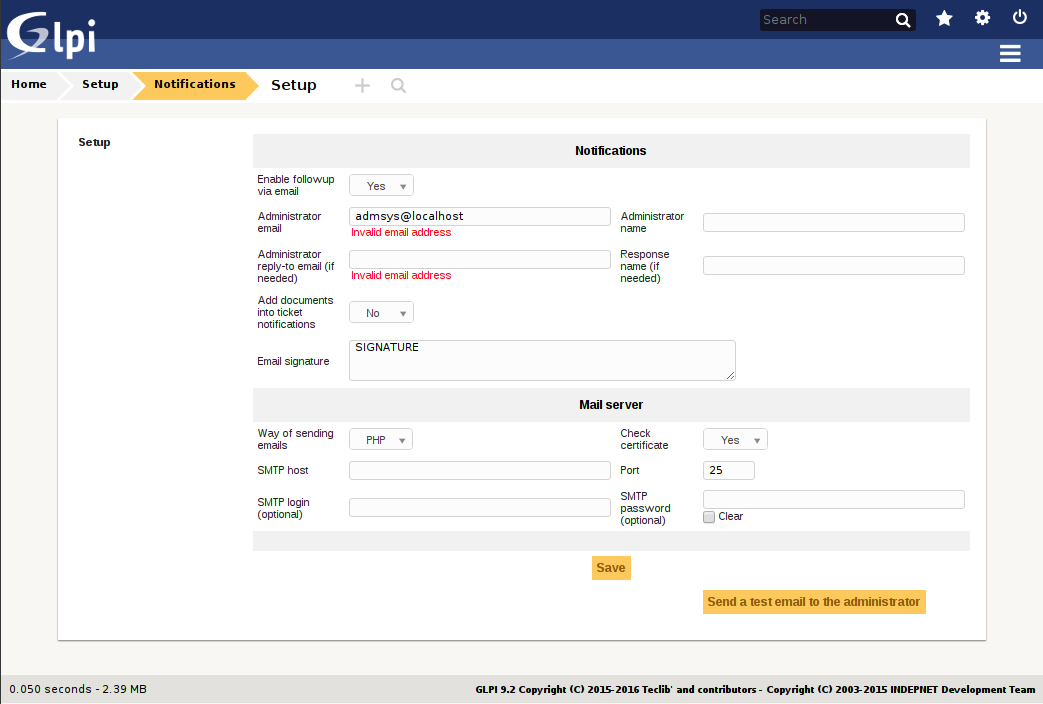 Glpi
Search
Home
Setup
Notifications
Setup
Setup
Notifications
Enable followup
via email
Yes
Administrator
email
admsys@localhost
Invalid email address
Administrator
name
Administrator
reply-to email (if
needed)
Invalid email address
Response
name (if
needed)
Add documents
into ticket
notifications
No
Email signature
SIGNATURE
Mail server
Way of sending
emails
PHP
Check
certificate
Yes
SMTP host
Port
25
SMTP login
(optional)
SMTP
password
(optional)
Clear
Save
Send a test email to the administrator
0.050 seconds - 2.39 MB
GLPI 9.2 Copyright (C) 2015-2016 Teclib' and contributors - Copyright (C) 2003-2015 INDEPNET Development Team